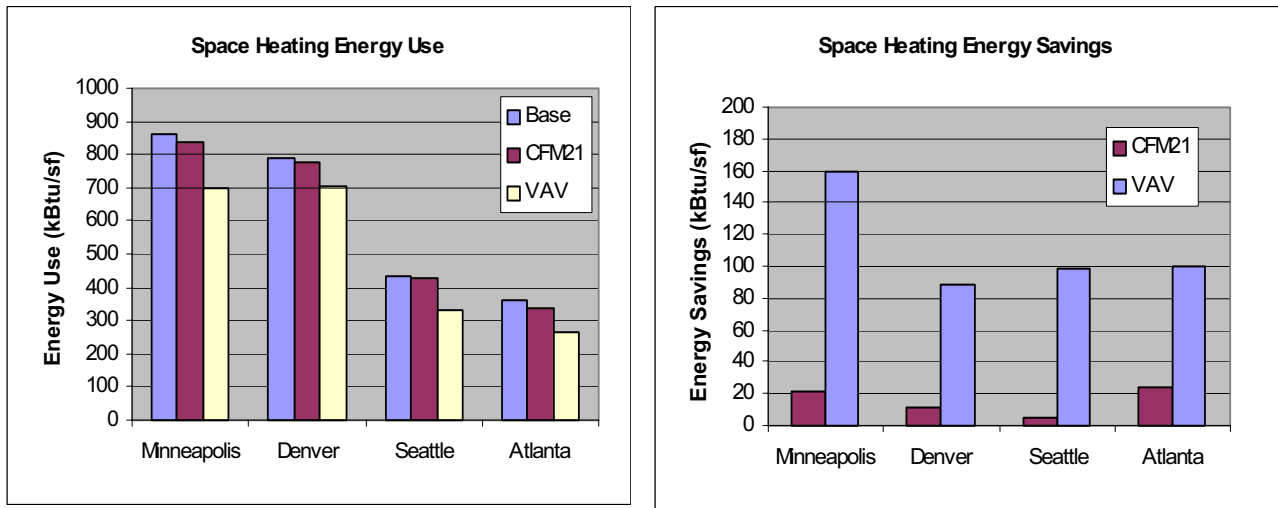 Space Heating Energy Use
Energy Use (kBtu/sf)
1000
900
800
700
600
500
400
300
200
100
0
Base
CFM21
VAV
Minneapolis Denver Seattle Atlanta
Space Heating Energy Savings
Energy Savings (kBtu/sf)
200
180
160
140
120
100
80
60
40
20
0
CFM21
VAV
Minneapolis Denver Seattle Atlanta